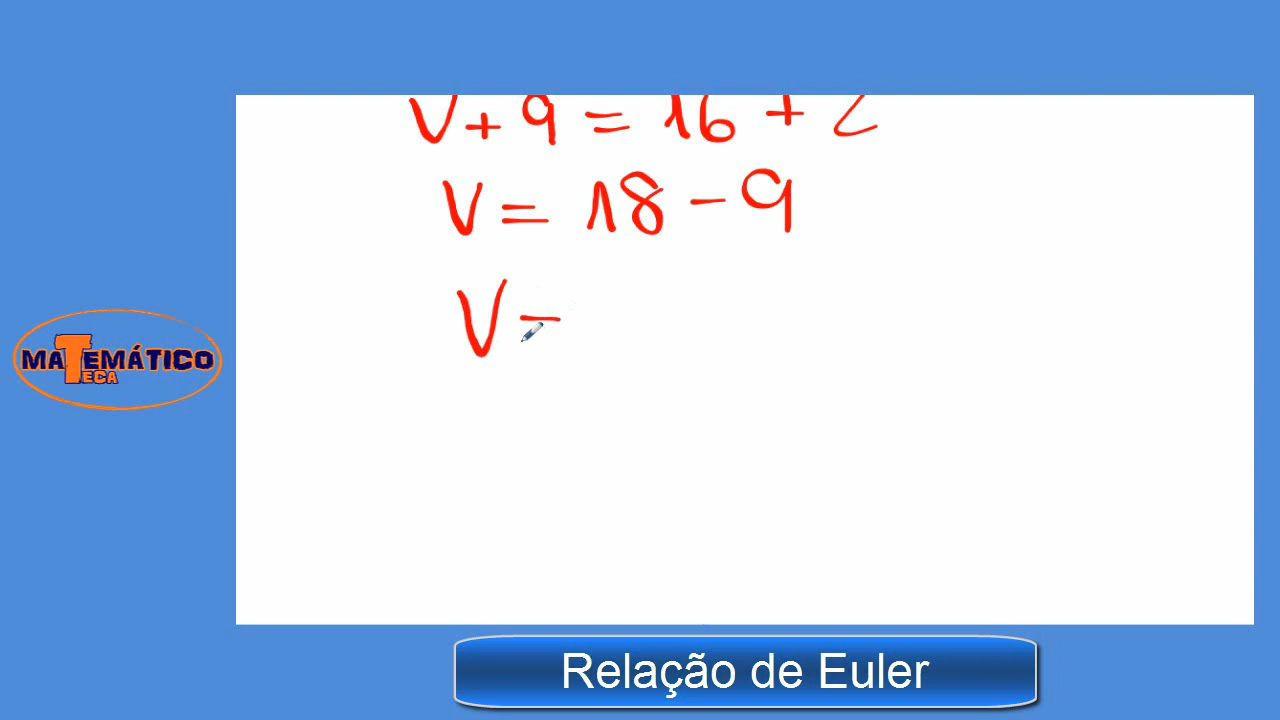 V + 9 = 16 + 2
V = 18 - 9
V =
MATEMÁTICO
TECA
Relação de Euler